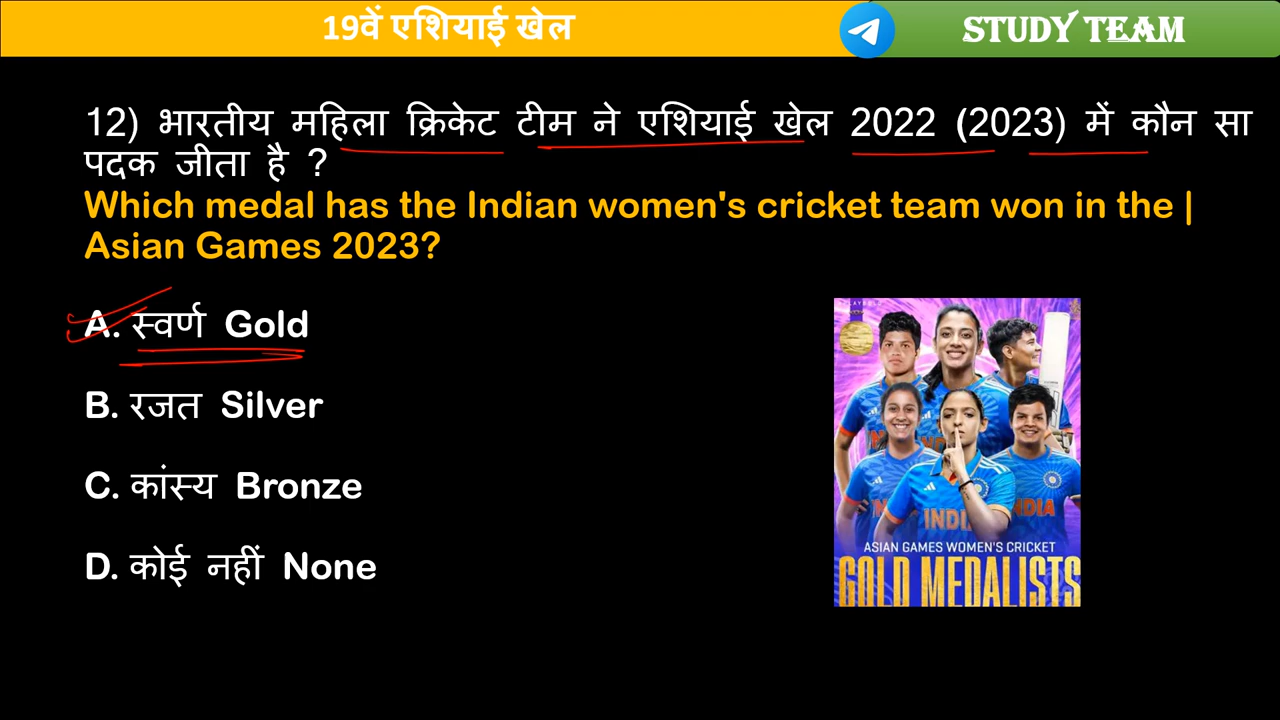 19वें एशियाई खेल
STUDY TEAM
12) भारतीय महिला क्रिकेट टीम ने एशियाई खेल 2022 (2023) में कौन सा
पदक जीता है ?
Which medal has the Indian women's cricket team won in the |
Asian Games 2023?
A. स्वर्ण Gold
B. रजत Silver
C. कांस्य Bronze
D. कोई नहीं None
INDIA
INDIA
ASIAN GAMES WOMEN'S CRICKET
GOLD MEDALISTS